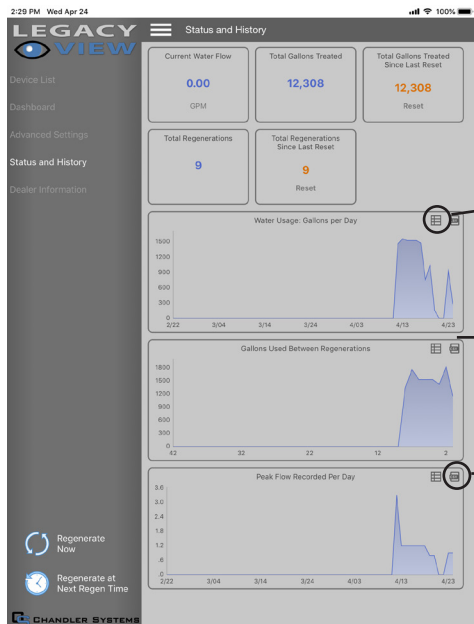 2:29 PM Wed Apr 24
100%
LEGACY
VIEW
Status and History
Device List
Dashboard
Advanced Settings
Status and History
Dealer Information
Regenerate
Now
Regenerate at
Next Regen Time
CHANDLER SYSTEMS
Current Water Flow
0.00
GPM
Total Gallons Treated
12,308
Total Gallons Treated
Since Last Reset
12,308
Reset
Total Regenerations
9
Total Regenerations
Since Last Reset
9
Reset
Water Usage: Gallons per Day
1500
1200
900
600
300
0
2/22 3/04 3/14 3/24 4/03 4/13 4/23
Gallons Used Between Regenerations
1800
1500
1200
900
600
300
0
42 32 22 12 2
Peak Flow Recorded Per Day
3.6
3.0
2.4
1.8
1.2
.6
.0
2/22 3/04 3/14 3/24 4/03 4/13 4/23